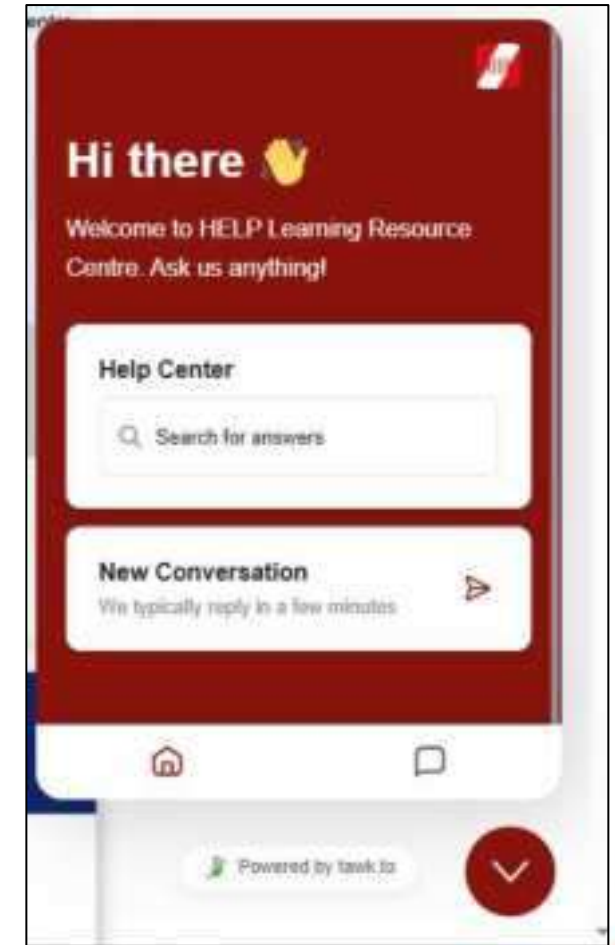 Hi there 👋
Welcome to HELP Learning Resource
Centre. Ask us anything!
Help Center
Search for answers
New Conversation
We typically reply in a few minutes
Powered by tawk.to